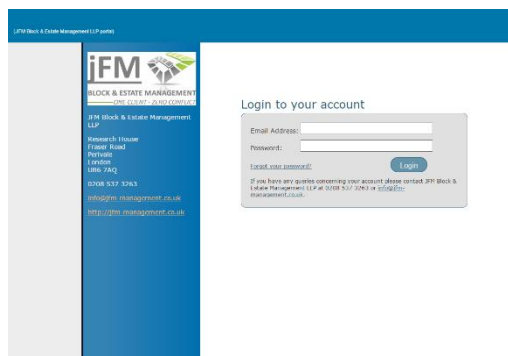 [JFM Block & Estate Management LLP portals
jFM
BLOCK & ESTATE MANAGEMENT
ONE CLIENT - ZERO CONFLICT
JFM Block & Estate Management
LLP
Research House
Fraser Road
Perivale
London
UB6 7AQ
0208 537 3263
info@jfm-management.co.uk
http://jfm-management.co.uk
Login to your account
Email Address:
Password:
Forgot your password?
Login
If you have any queries concerning your account please contact JFM Block &
Estate Management LLP at 0208 537 3263 or info@jfm-
management.co.uk.